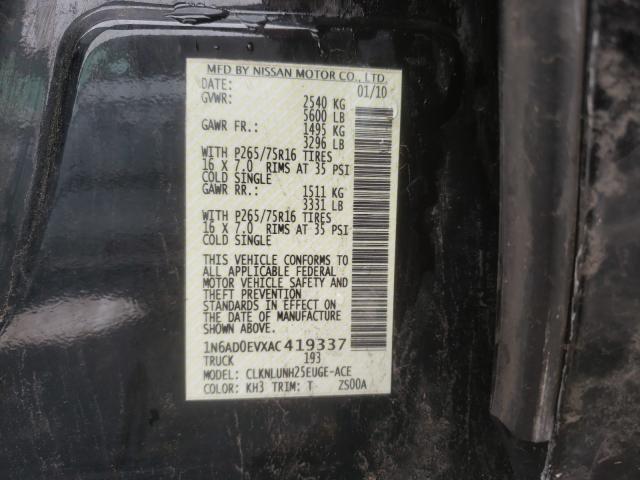 MFD BY NISSAN MOTOR CO., LTD.
DATE: 01/10
GVWR: 2540 KG
5600 LB
GAWR FR.: 1495 KG
3296 LB
WITH P265/75R16 TIRES
16 X 7.0 RIMS AT 35 PSI
COLD SINGLE
GAWR RR.: 1511 KG
3331 LB
WITH P265/75R16 TIRES
16 X 7.0 RIMS AT 35 PSI
COLD SINGLE
THIS VEHICLE CONFORMS TO
ALL APPLICABLE FEDERAL
MOTOR VEHICLE SAFETY AND
THEFT PREVENTION
STANDARDS IN EFFECT ON
THE DATE OF MANUFACTURE
SHOWN ABOVE.
1N6AD0EVXAC419337
TRUCK 193
MODEL: CLKNLUNH25EUGE-ACE
COLOR: KH3 TRIM: T ZS00A